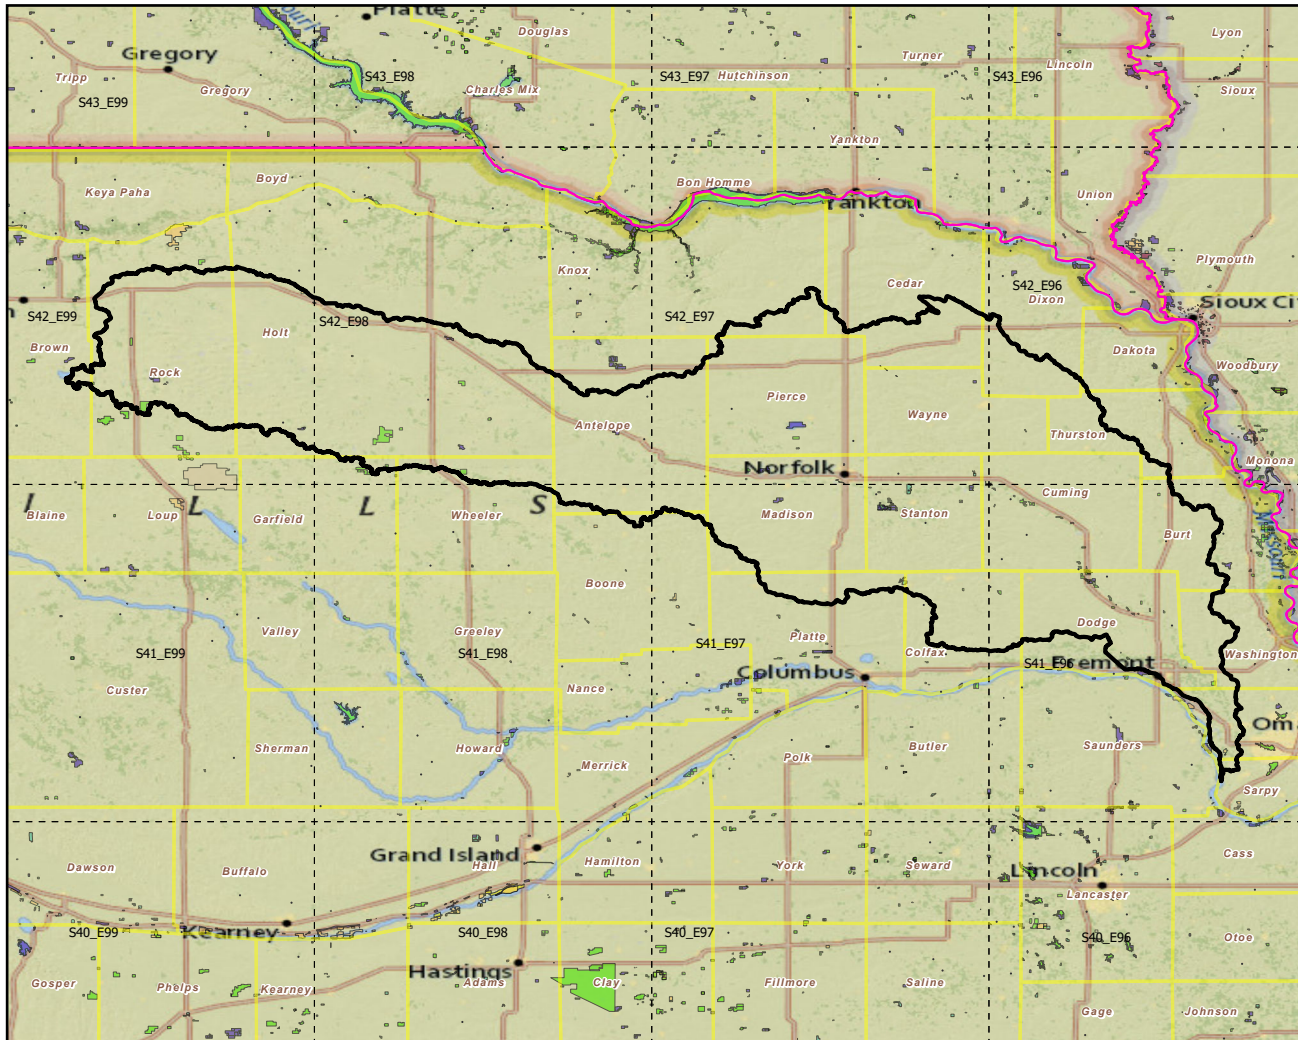 Platte
Douglas
Lyon
Gregory
Turner
Lincoln
Tripp
S43_E98
S43_E97
Hutchinson
S43_E96
Gregory
Charles Mix
Sioux
S43_E99
Yankton
Boyd
Bon Homme
Keya Paha
Union
Yankton
Plymouth
Knox
Cedar
S42_E96
Dixon
Sioux Cit
n
S42_E99
S42_E98
S42_E97
Holt
Brown
Dakota
Rock
Woodbury
Pierce
Wayne
Antelope
Thurston
Monona
Norfolk
Cuming
I
L
L
S
Blaine
Loup
Garfield
Wheeler
Madison
Stanton
Missouri
Burt
Boone
Valley
Greeley
Platte
Dodge
S41_E99
S41_E98
S41_E97
Colfax
Washington
S41_E96
Fremont
Columbus
Custer
Nance
Oma
Sherman
Howard
Butler
Saunders
Merrick
Polk
Sarpy
Grand Island
Hall
Hamilton
York
Seward
Cass
Dawson
Buffalo
Lincoln
Lancaster
Kearney
S40_E99
S40_E98
S40_E97
S40_E96
Otoe
Hastings
Gosper
Phelps
Kearney
Adams
Clay
Fillmore
Saline
Gage
Johnson